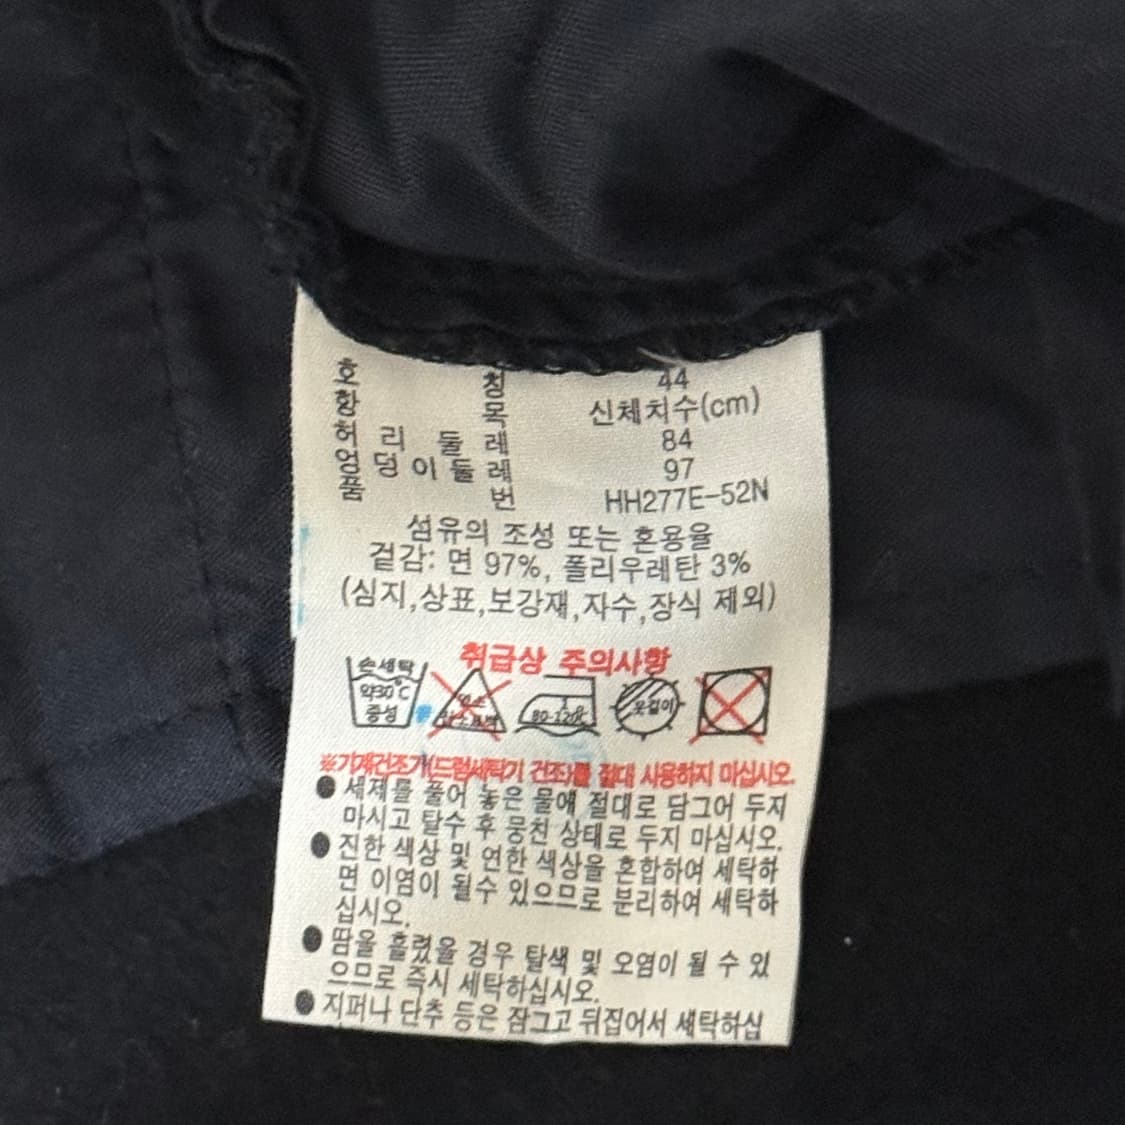 호 칭 44
항 목 신체치수(cm)
허 리 둘 레 84
엉덩이둘레 97
품 번 HH277E-52N
섬유의 조성 또는 혼용율
겉감: 면 97%, 폴리우레탄 3%
(심지,상표,보강재,자수,장식 제외)
취급상 주의사항
손세탁
약30°C
중성
80-120℃
옷걸이
※기계건조기(드럼세탁기 건조)를 절대 사용하지 마십시오.
● 세제를 풀어 놓은 물에 절대로 담그어 두지
마시고 탈수 후 뭉친 상태로 두지 마십시오.
● 진한 색상 및 연한 색상을 혼합하여 세탁하
면 이염이 될수 있으므로 분리하여 세탁하
십시오.
● 땀을 흘렸을 경우 탈색 및 오염이 될 수 있
으므로 즉시 세탁하십시오.
● 지퍼나 단추 등은 잠그고 뒤집어서 세탁하십